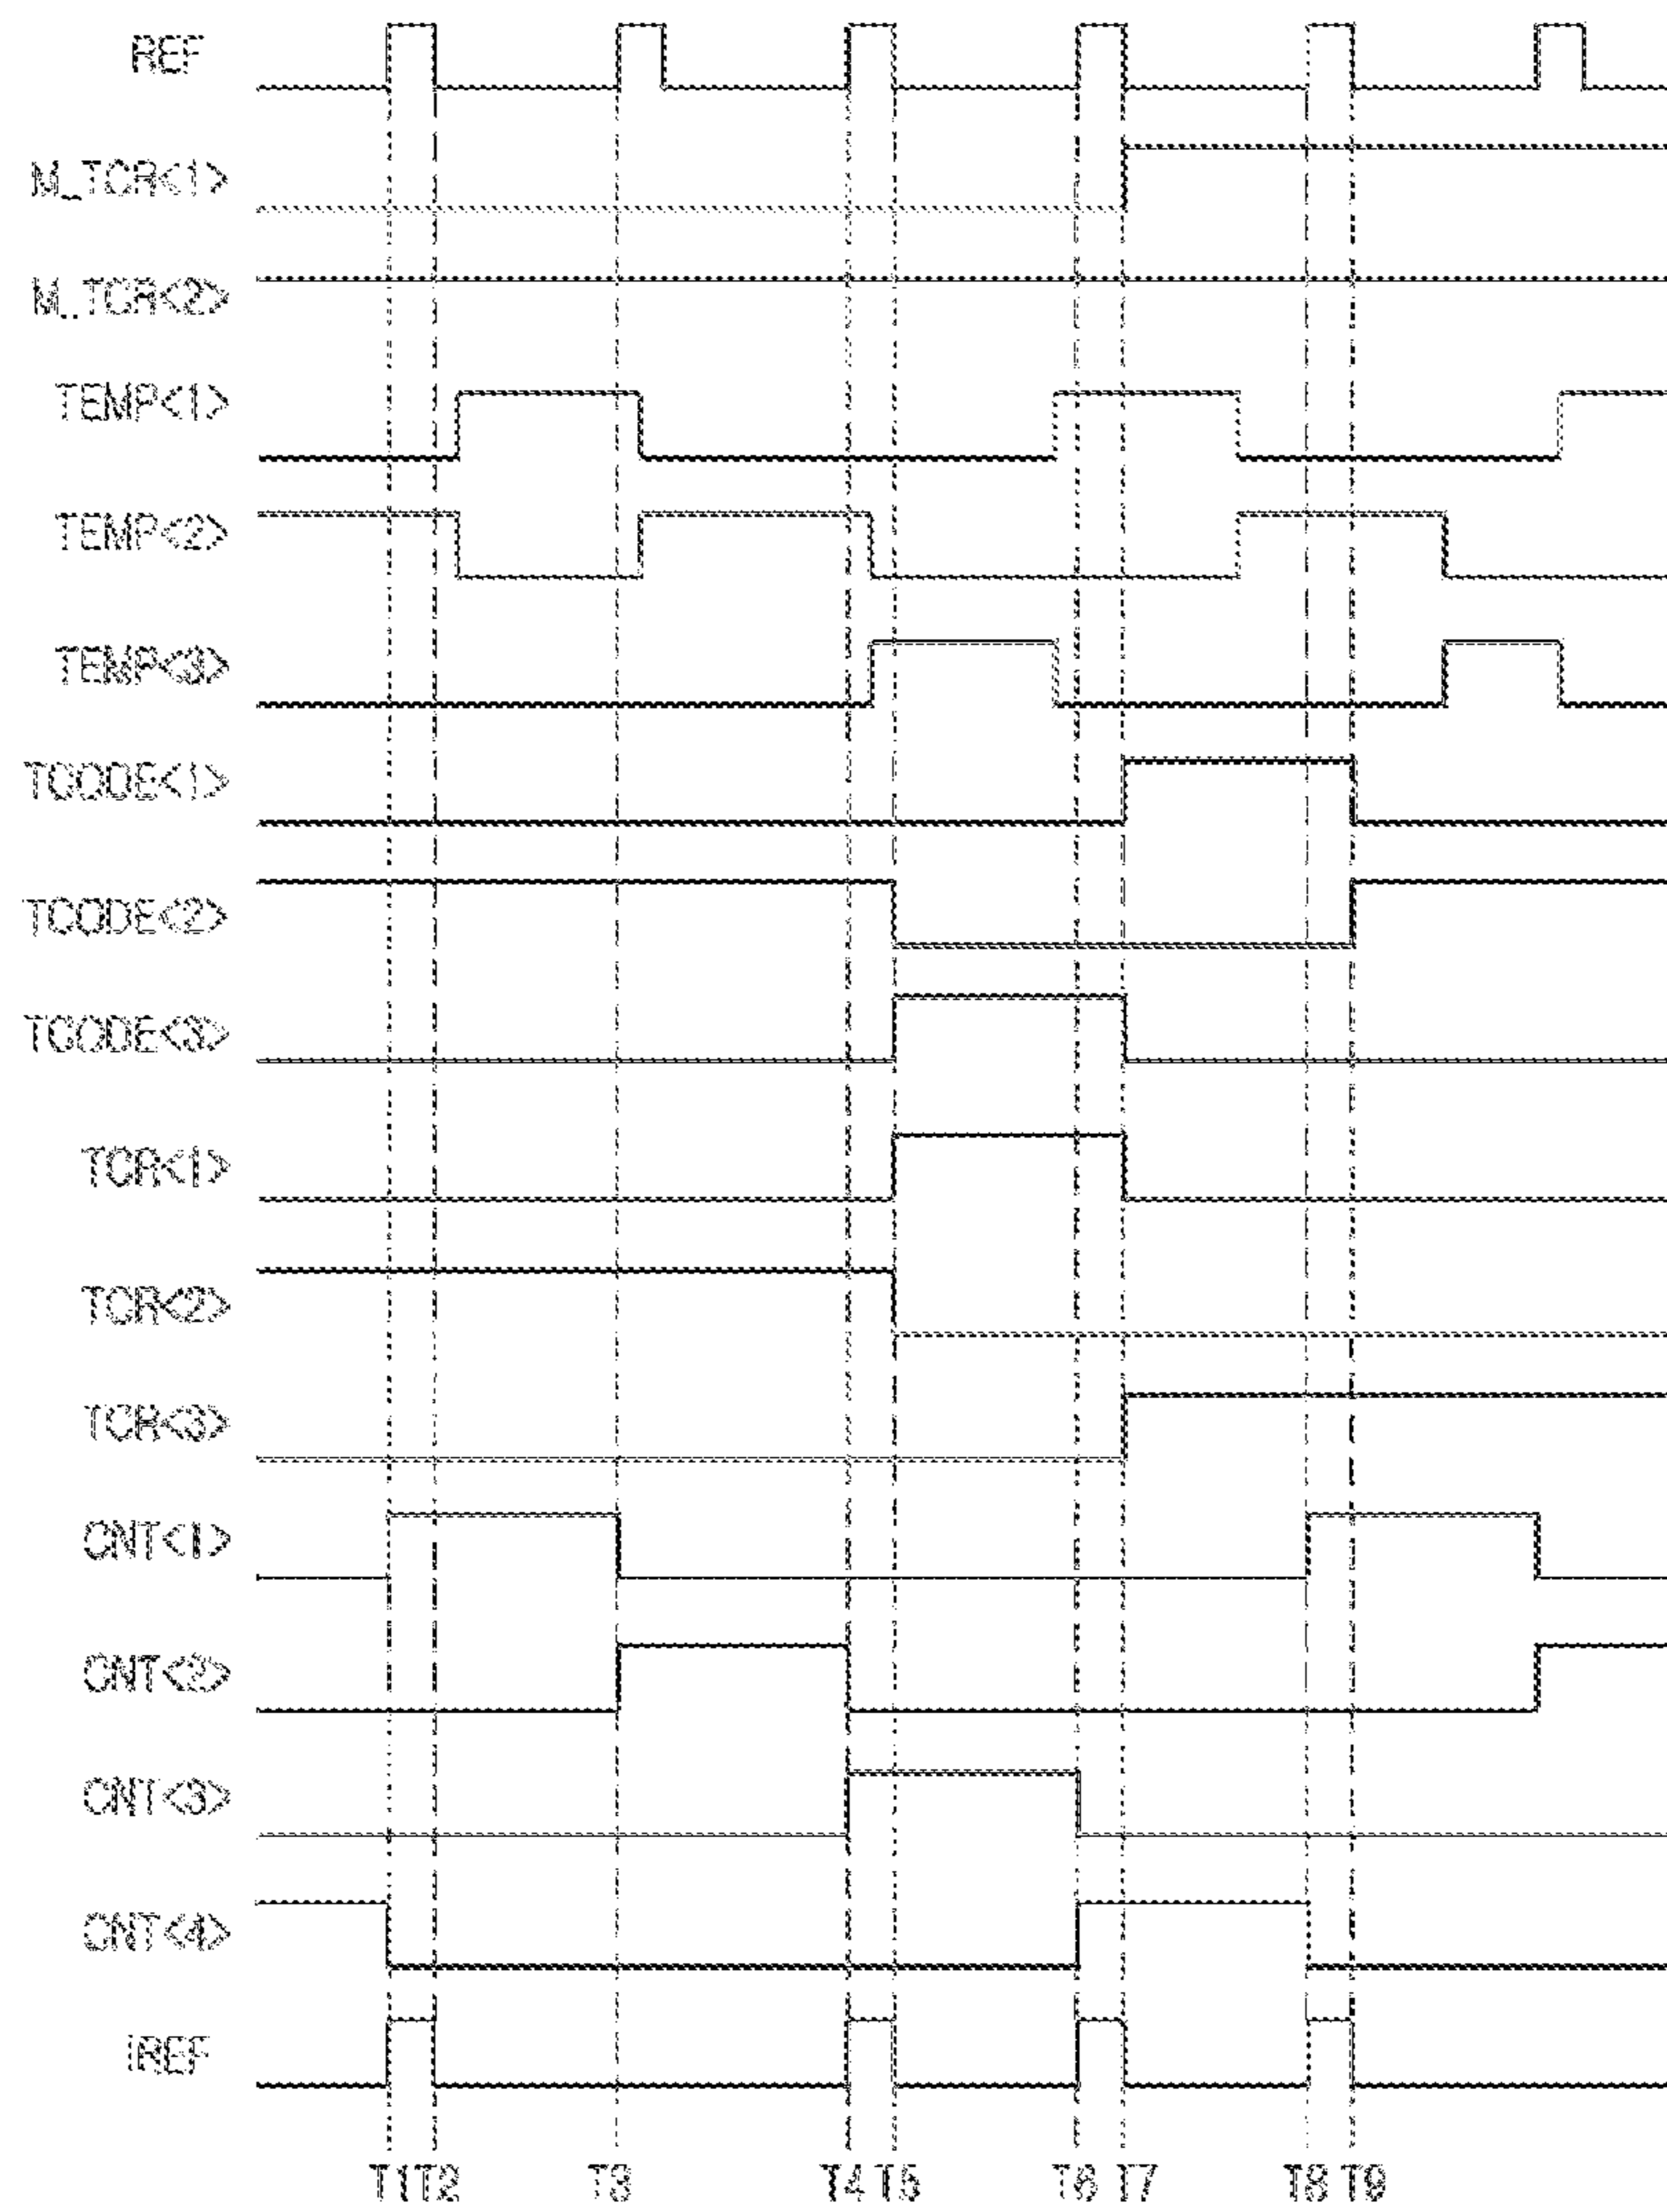 REF
M_TCR<1>
M_TCR<2>
TEMP<1>
TEMP<2>
TEMP<3>
TCODE<1>
TCODE<2>
TCODE<3>
TCR<1>
TCR<2>
TCR<3>
CNT<1>
CNT<2>
CNT<3>
CNT<4>
IREF
T1 T2 T3 T4 T5 T6 T7 T8 T9